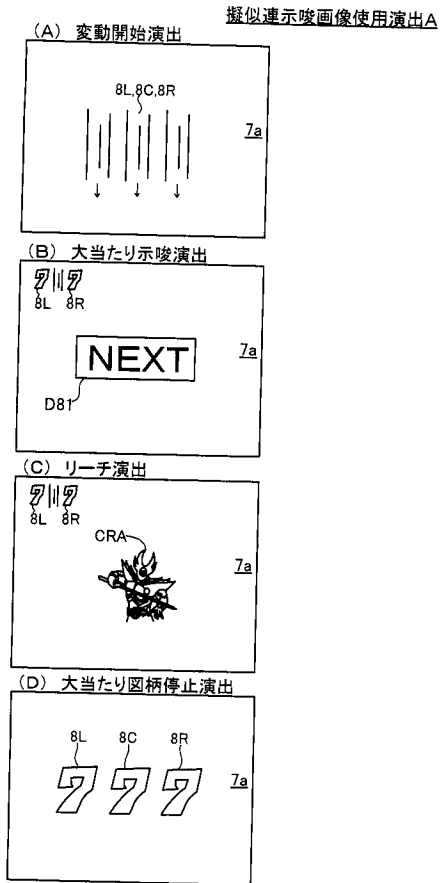 擬似連示唆画像使用演出A
(A) 変動開始演出
8L,8C,8R
7a
(B) 大当たり示唆演出
7 7
8L 8R
7a
NEXT
D81
(C) リーチ演出
7 7
8L 8R
CRA
7a
(D) 大当たり図柄停止演出
8L 8C 8R
7 7 7
7a